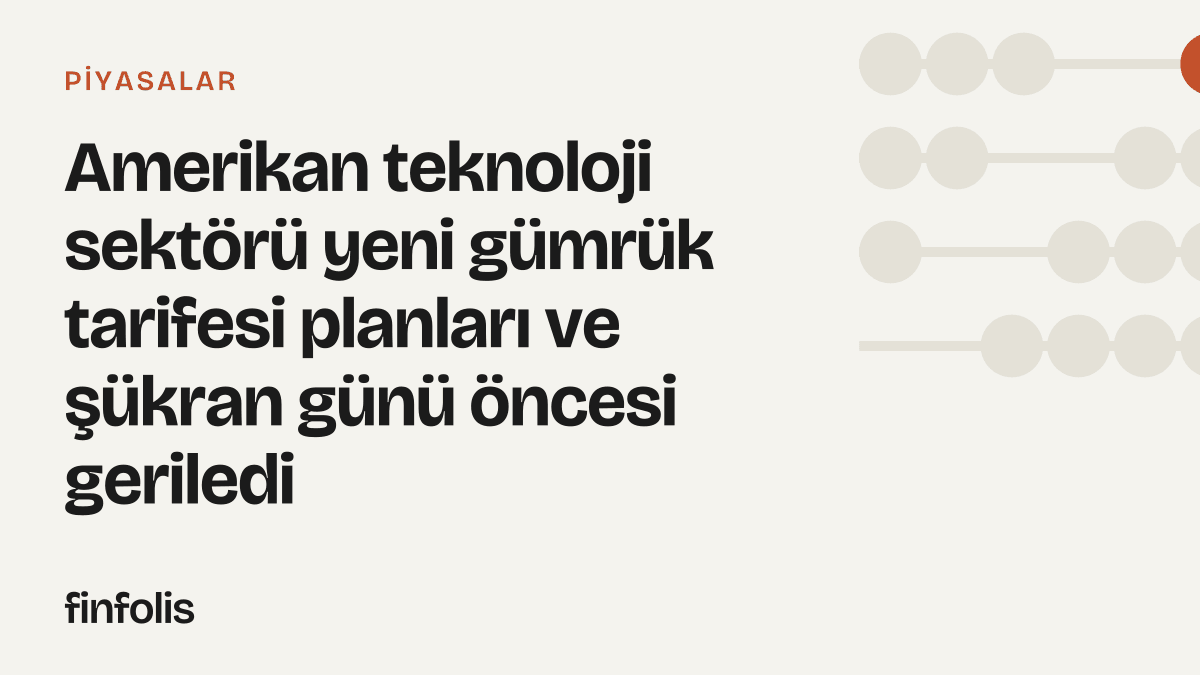 PİYASALAR
Amerikan teknoloji
sektörü yeni gümrük
tarifesi planları ve
şükran günü öncesi
geriledi
finfolis